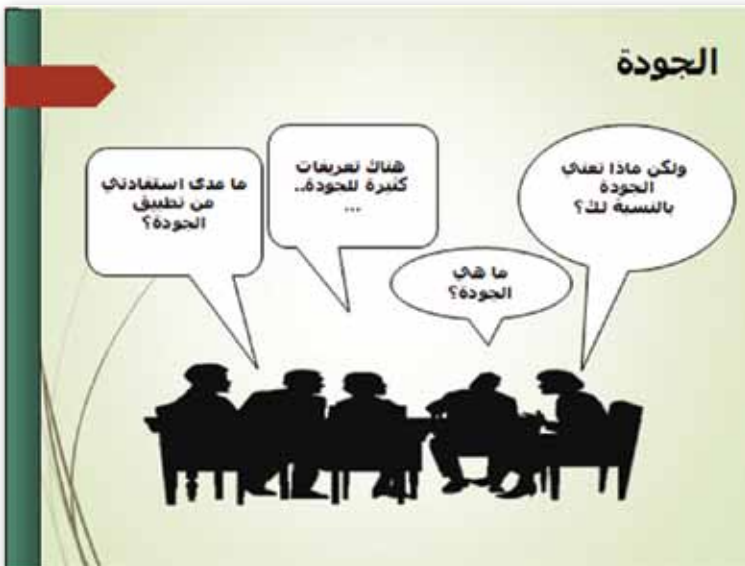 الجودة
ولكن ماذا تعني
الجودة
بالنسبة لك؟
هناك تعريفات
كثيرة للجودة..
...
ما هي
الجودة؟
ما مدى استفادتي
من تطبيق
الجودة؟